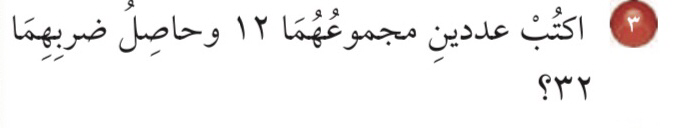 ٣ اكتُبْ عددينِ مجموعُهُمَا ١٢ وحاصِلُ ضربِهِمَا
٣٢؟